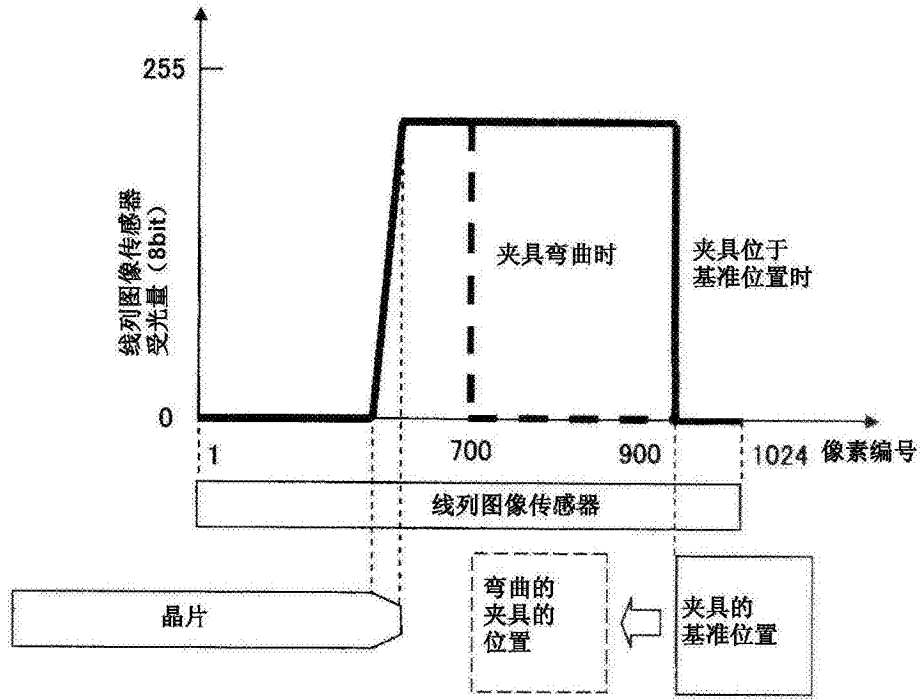 255
线列图像传感器
受光量（8bit）
夹具弯曲时
夹具位于
基准位置时
0
1
700
900
1024
像素编号
线列图像传感器
晶片
弯曲的
夹具的
位置
夹具的
基准位置